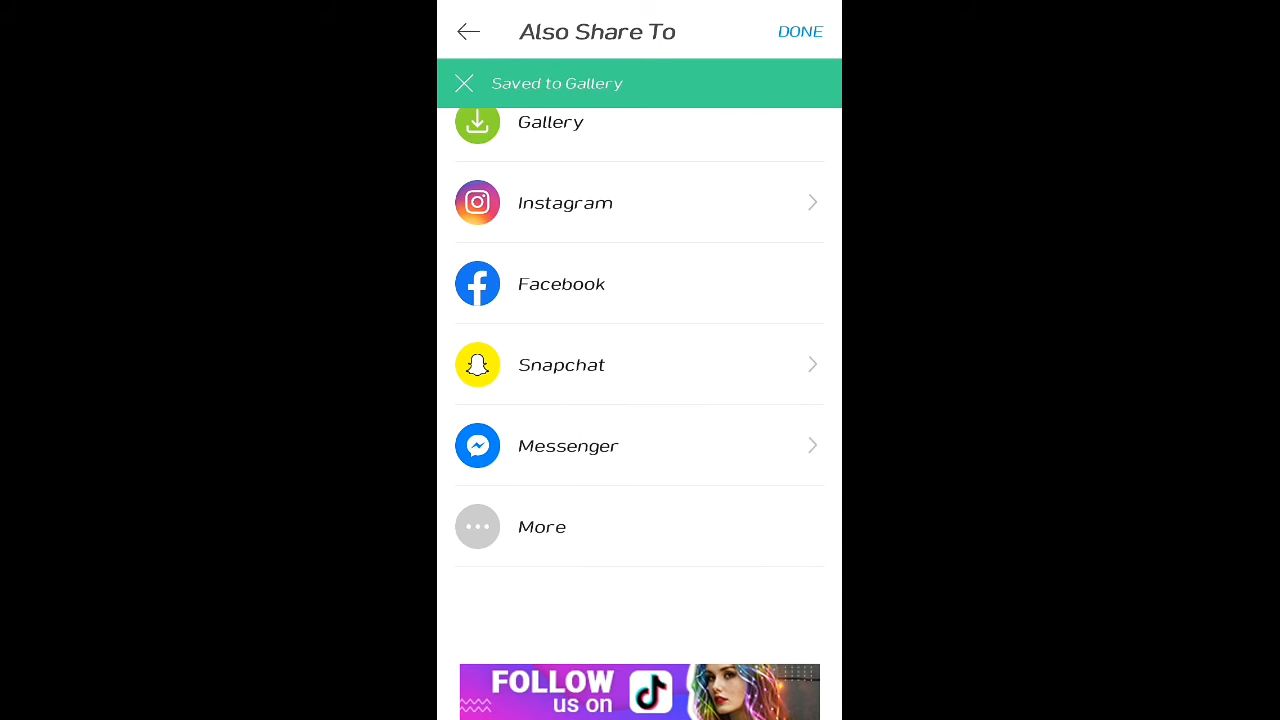 Also Share To
DONE
Saved to Gallery
Gallery
Instagram
Facebook
Snapchat
Messenger
More
FOLLOW
us on